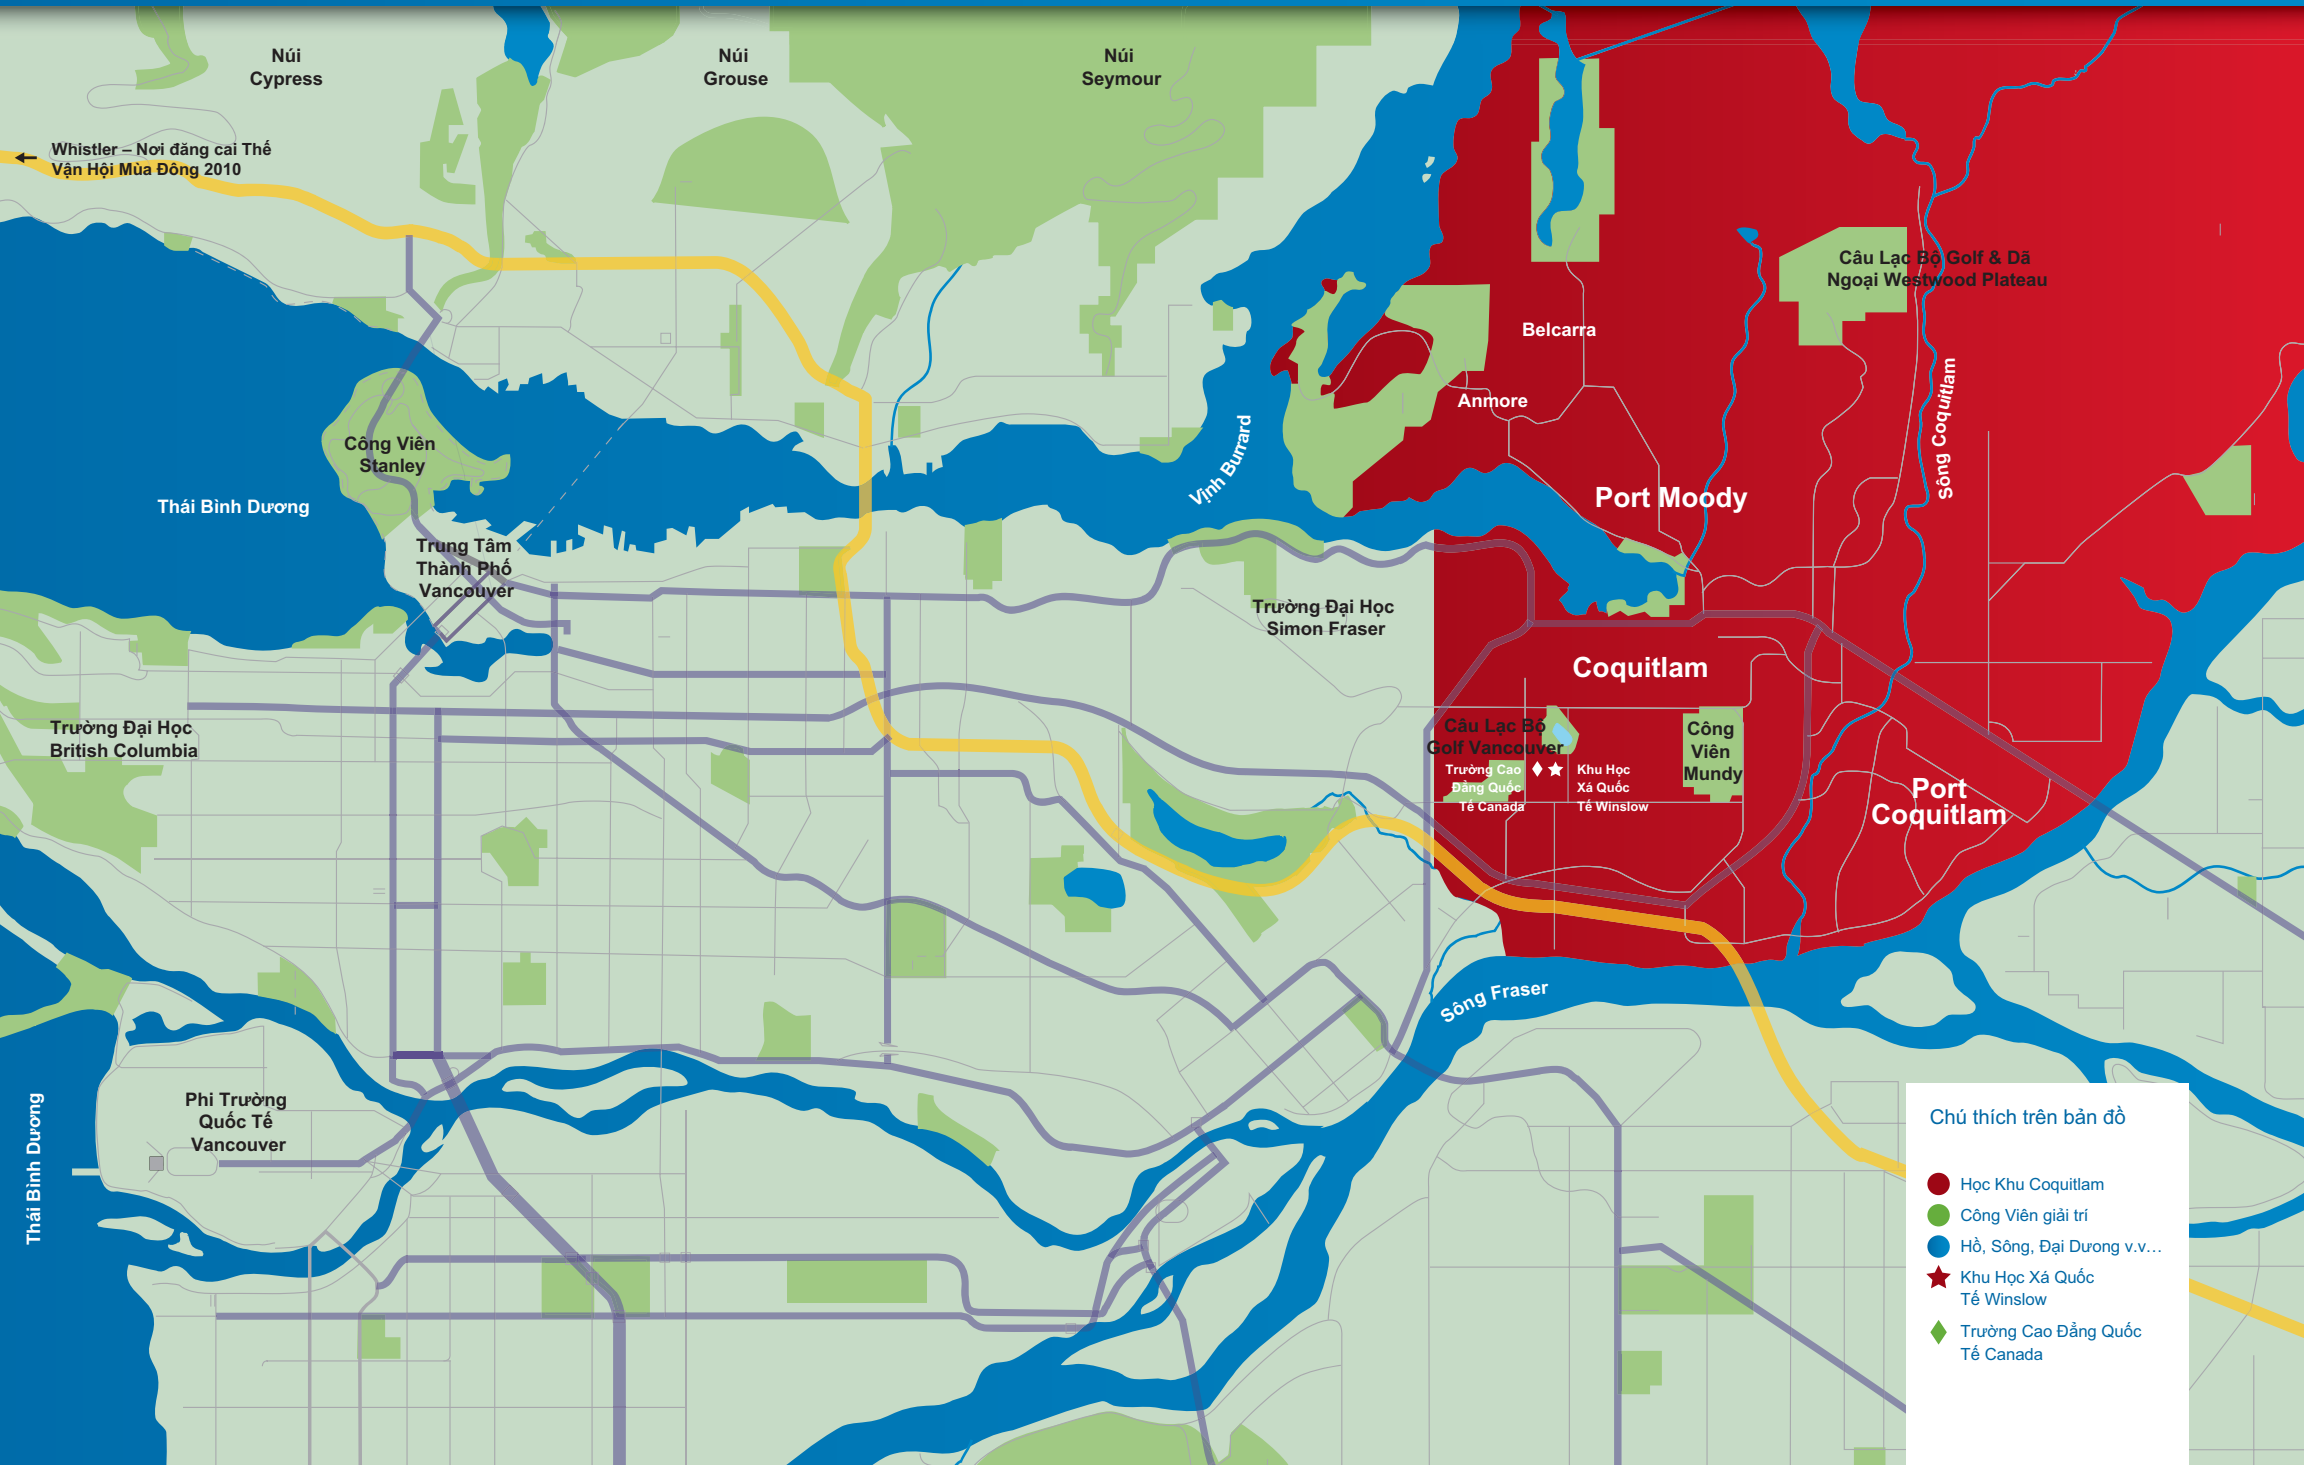 Núi
Cypress
Núi
Grouse
Núi
Seymour
Whistler – Nơi đăng cai Thế
Vận Hội Mùa Đông 2010
Câu Lạc Bộ Golf & Dã
Ngoại Westwood Plateau
Belcarra
Anmore
Sông Coquitlam
Vịnh Burrard
Công Viên
Stanley
Thái Bình Dương
Port Moody
Trung Tâm
Thành Phố
Vancouver
Trường Đại Học
Simon Fraser
Coquitlam
Trường Đại Học
British Columbia
Câu Lạc Bộ
Golf Vancouver
Công
Viên
Mundy
Trường Cao
Đẳng Quốc
Tế Canada
Khu Học
Xá Quốc
Tế Winslow
Port
Coquitlam
Sông Fraser
Phi Trường
Quốc Tế
Vancouver
Thái Bình Dương
Chú thích trên bản đồ
Học Khu Coquitlam
Công Viên giải trí
Hồ, Sông, Đại Dương v.v…
Khu Học Xá Quốc
Tế Winslow
Trường Cao Đẳng Quốc
Tế Canada